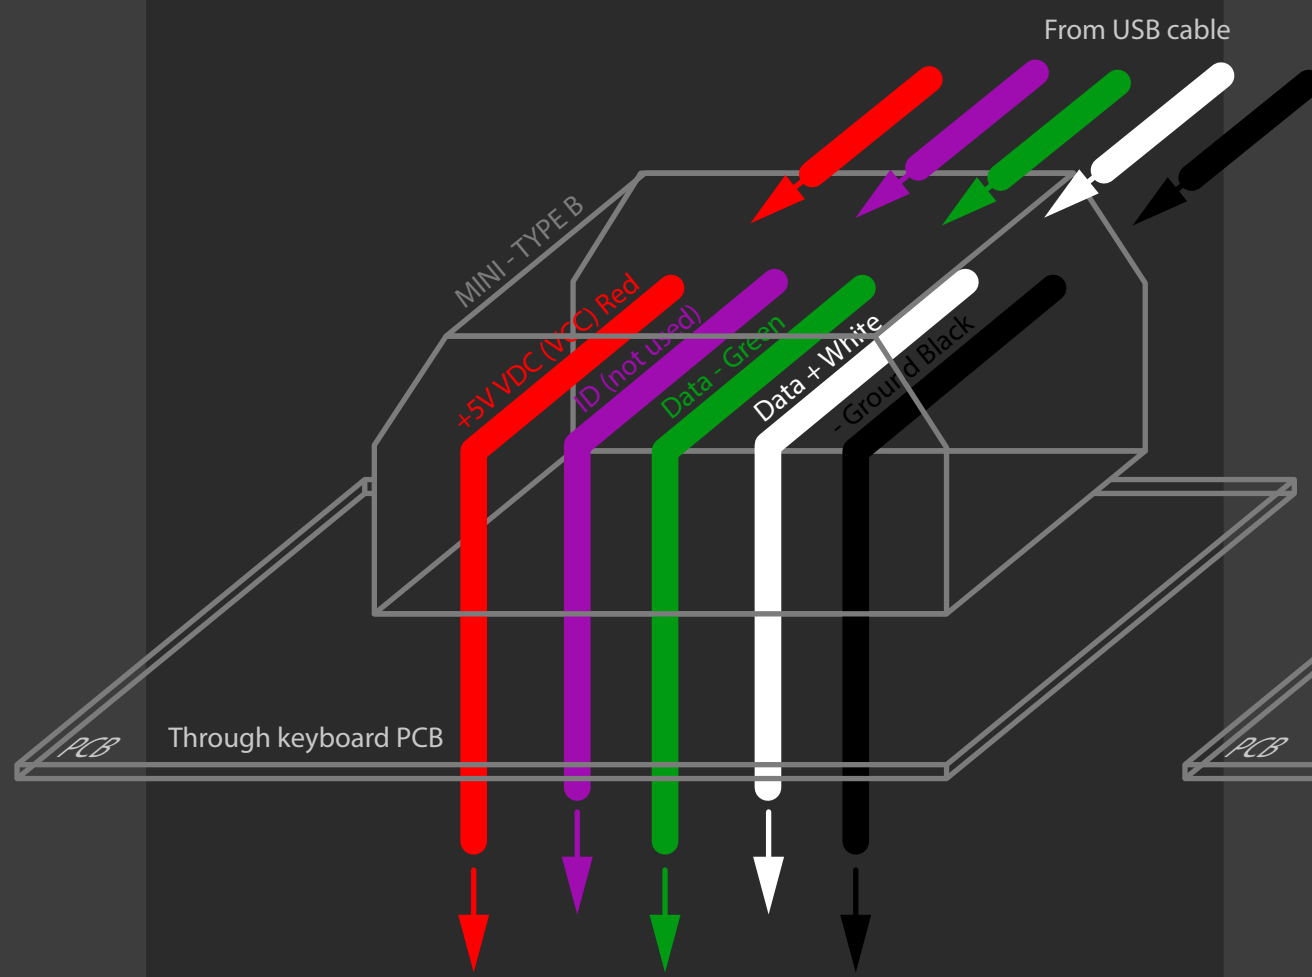 From USB cable
MINI - TYPE B
+5V VDC (VCC) Red
ID (not used)
Data - Green
Data + White
- Ground Black
Through keyboard PCB
PCB
PCB